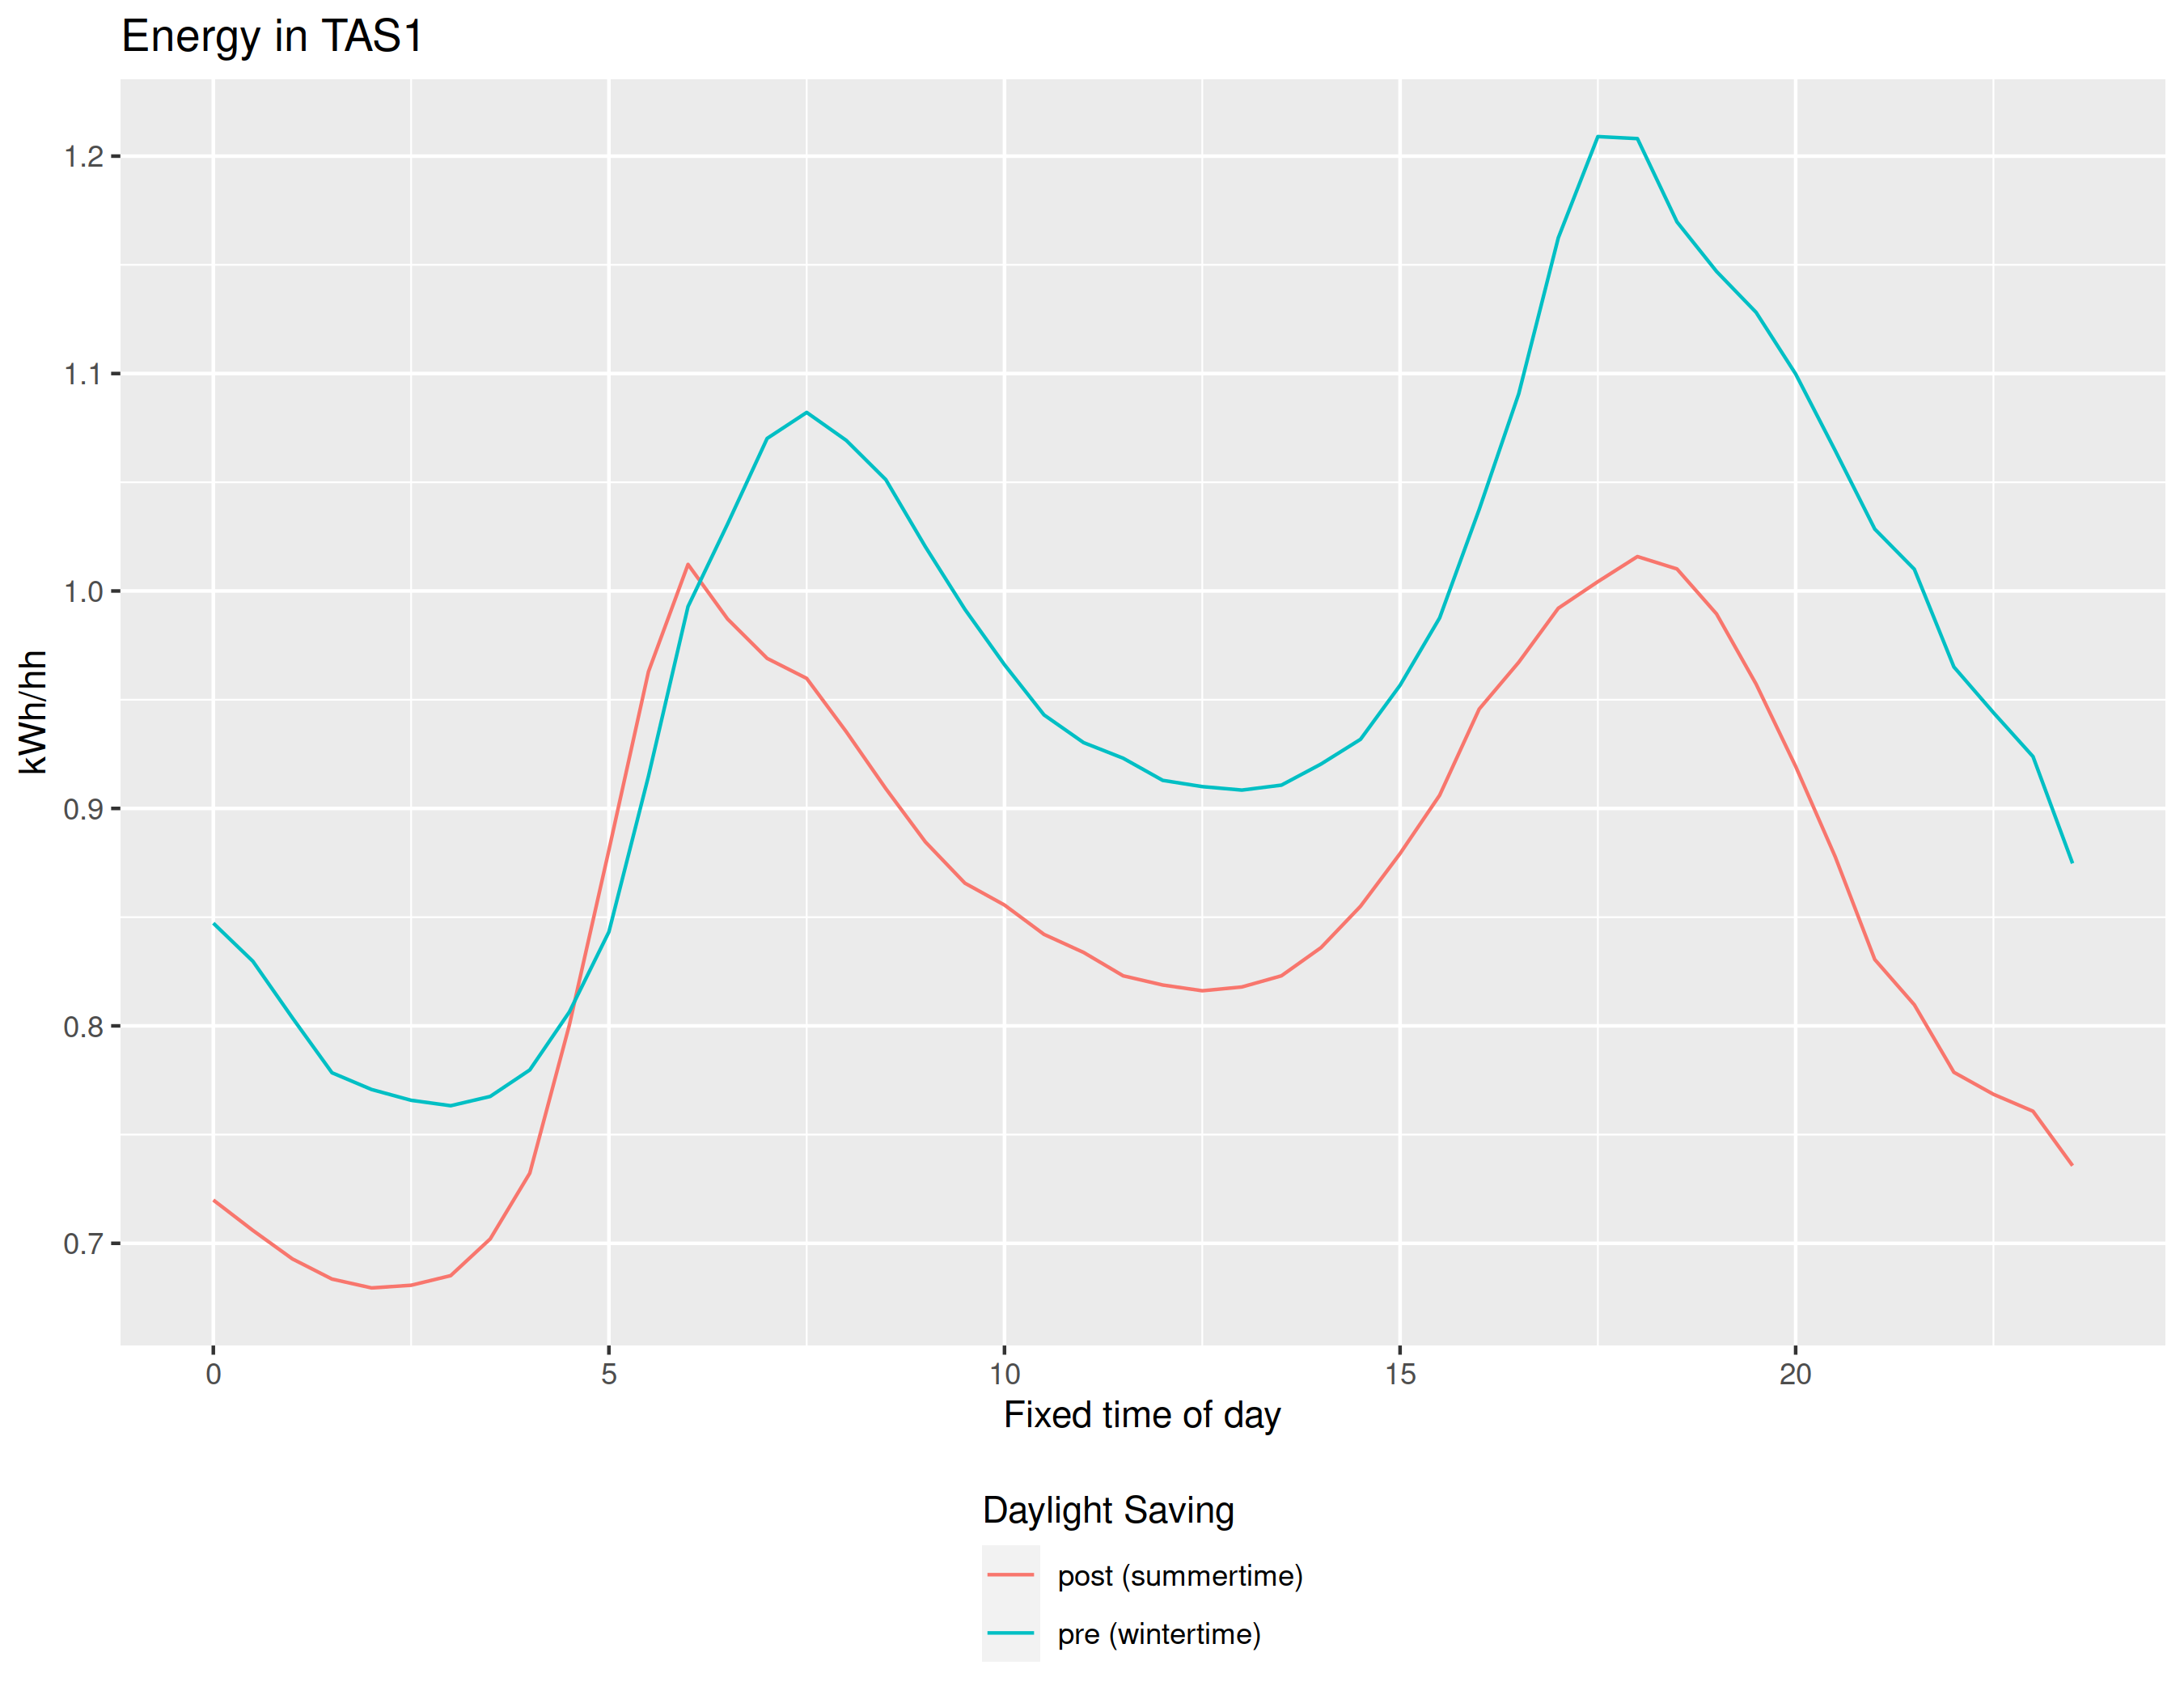 Energy in TAS1
kWh/hh
1.2
1.1
1.0
0.9
0.8
0.7
0 5 10 15 20
Fixed time of day
Daylight Saving
post (summertime)
pre (wintertime)